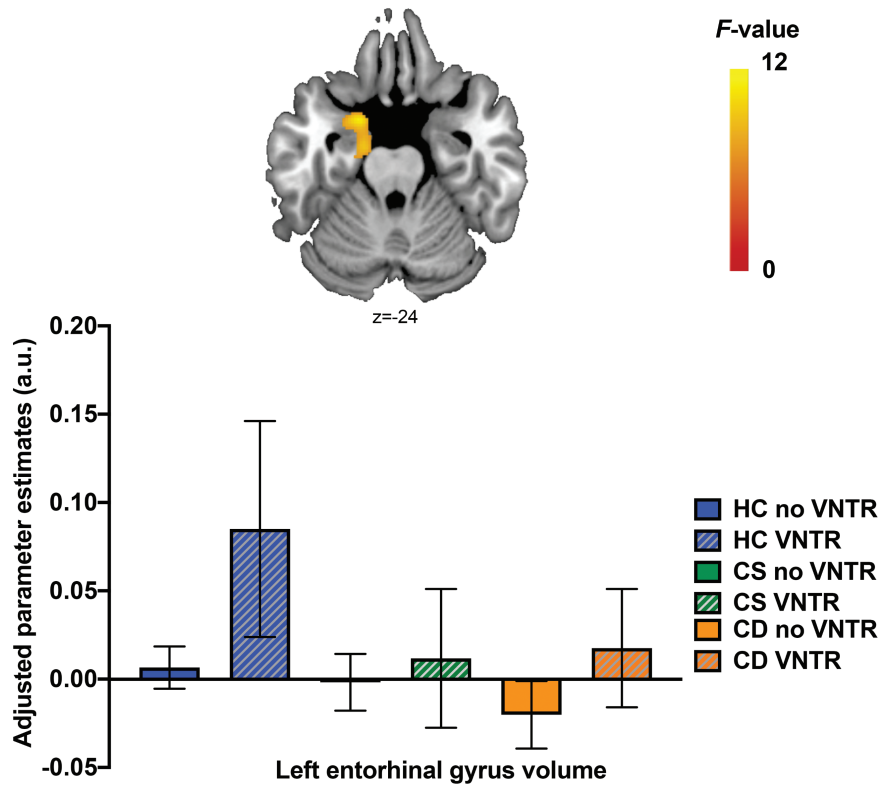 F-value
12
0
z=-24
Adjusted parameter estimates (a.u.)
0.20
0.15
0.10
0.05
0.00
-0.05
Left entorhinal gyrus volume
HC no VNTR
HC VNTR
CS no VNTR
CS VNTR
CD no VNTR
CD VNTR